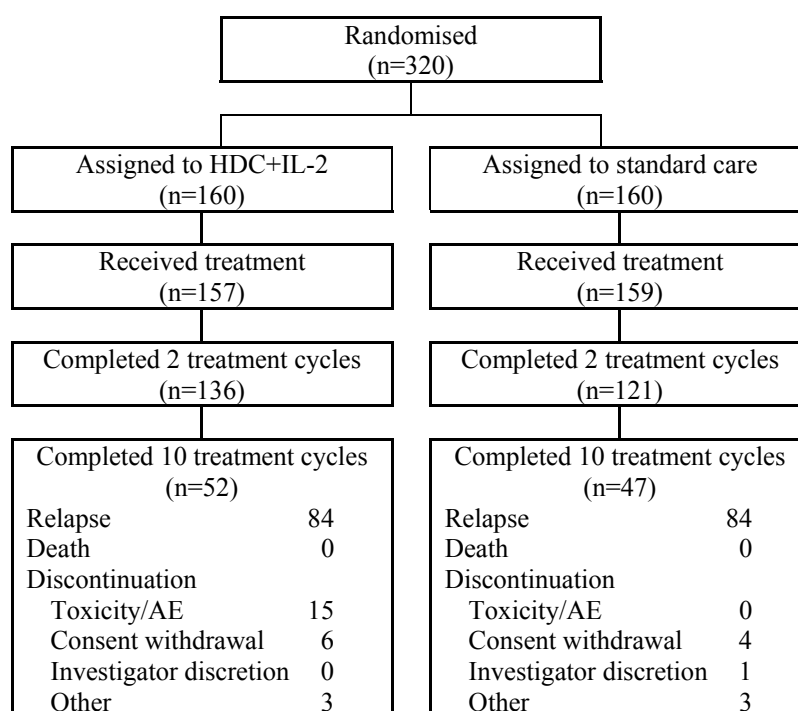 Randomised
(n=320)
Assigned to HDC+IL-2
(n=160)
Assigned to standard care
(n=160)
Received treatment
(n=157)
Received treatment
(n=159)
Completed 2 treatment cycles
(n=136)
Completed 2 treatment cycles
(n=121)
Completed 10 treatment cycles
(n=52)
Relapse 84
Death 0
Discontinuation
Toxicity/AE 15
Consent withdrawal 6
Investigator discretion 0
Other 3
Completed 10 treatment cycles
(n=47)
Relapse 84
Death 0
Discontinuation
Toxicity/AE 0
Consent withdrawal 4
Investigator discretion 1
Other 3